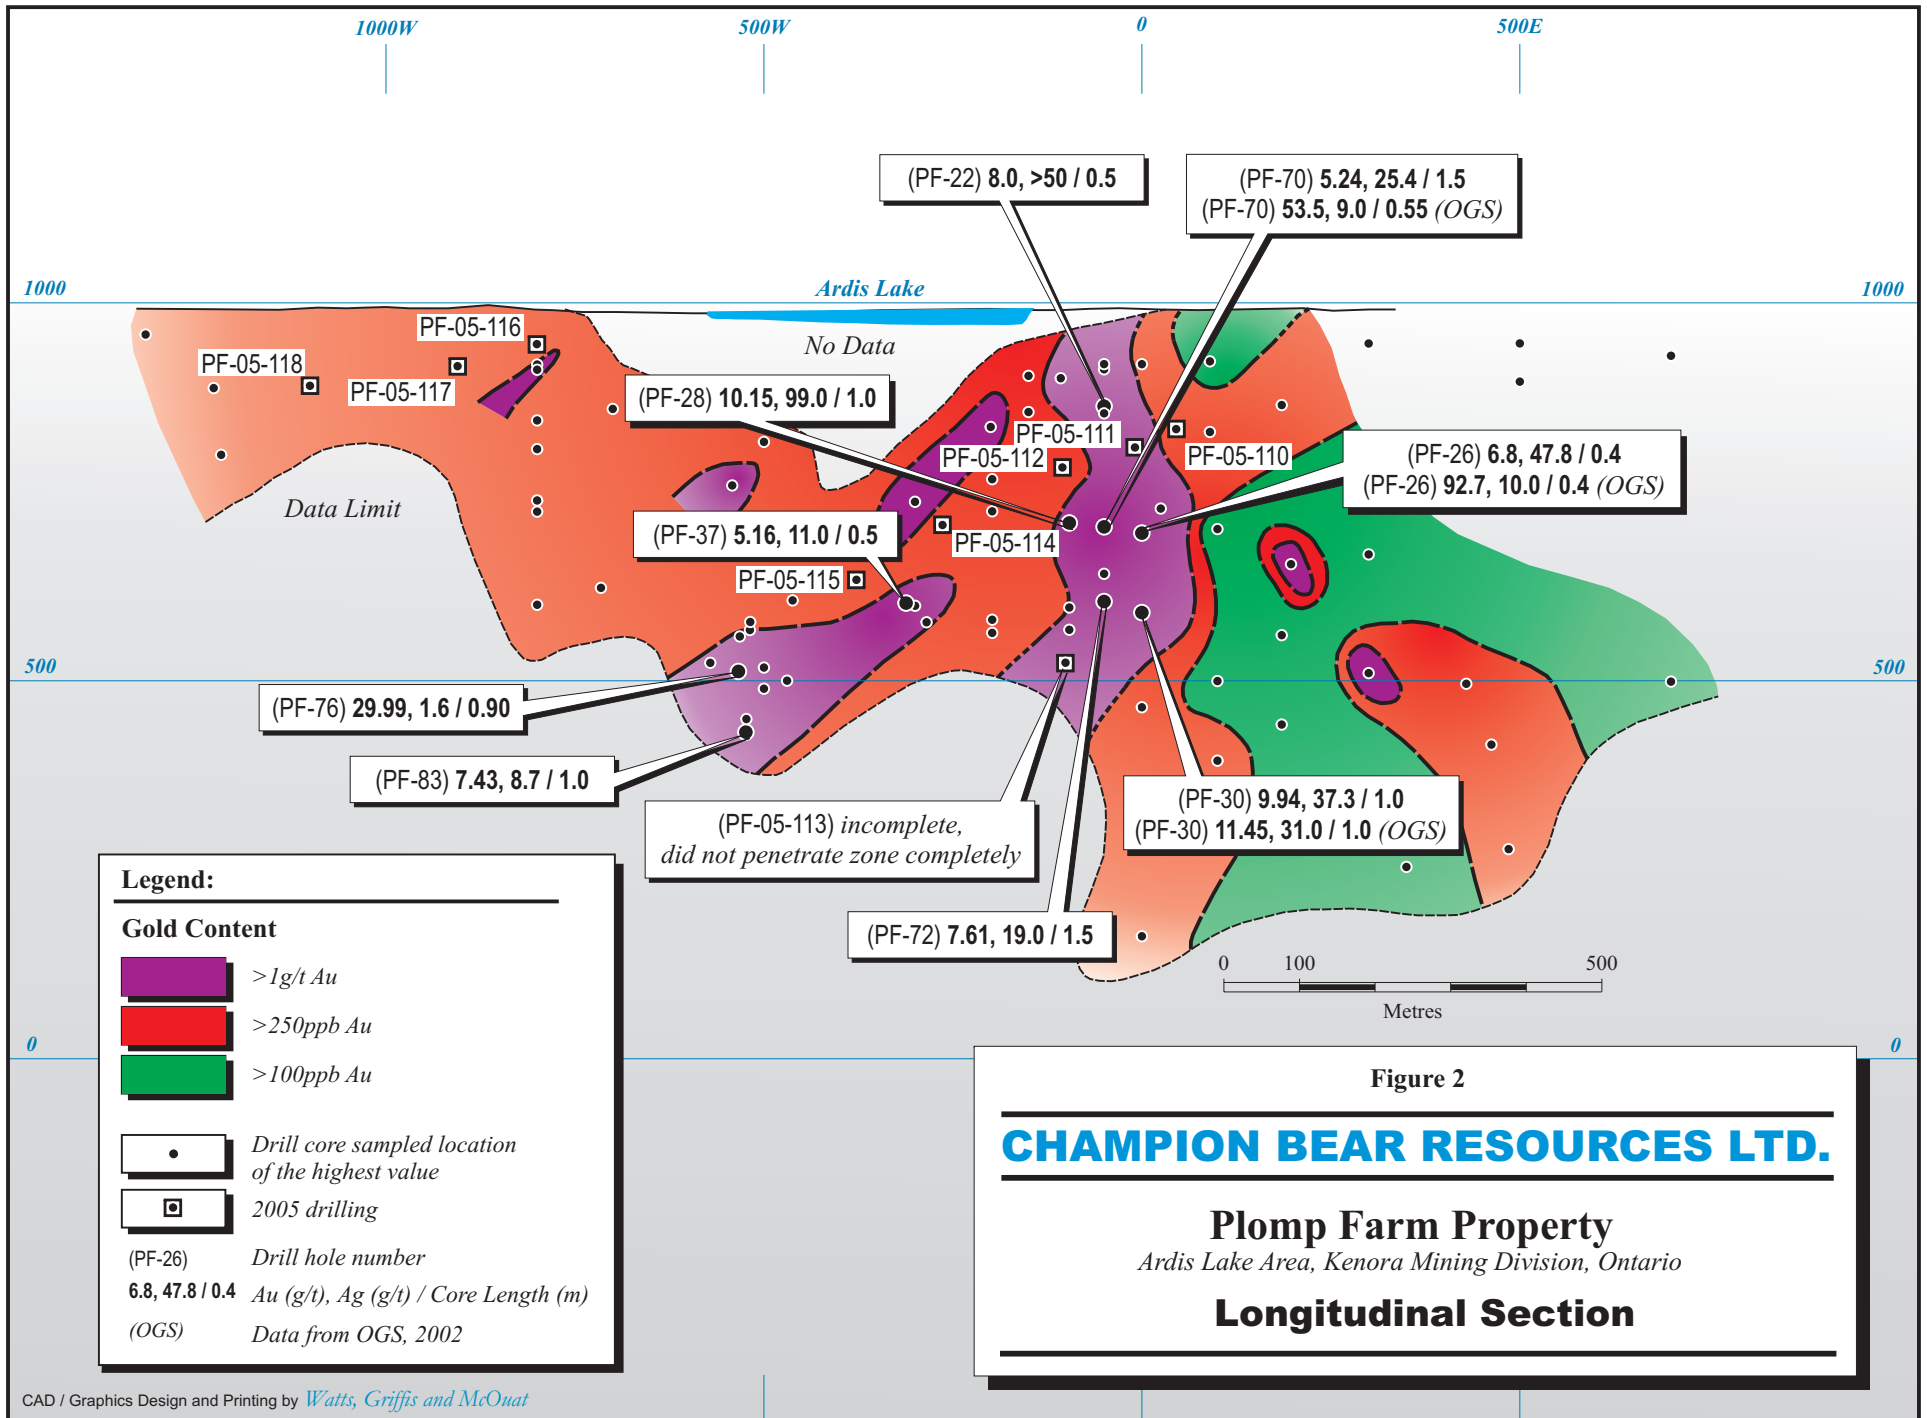 1000W
500W
0
500E
(PF-22) 8.0, >50 / 0.5
(PF-70) 5.24, 25.4 / 1.5
(PF-70) 53.5, 9.0 / 0.55 (OGS)
1000
Ardis Lake
1000
No Data
PF-05-116
PF-05-118
PF-05-117
(PF-28) 10.15, 99.0 / 1.0
PF-05-111
PF-05-112
PF-05-110
(PF-26) 6.8, 47.8 / 0.4
(PF-26) 92.7, 10.0 / 0.4 (OGS)
Data Limit
(PF-37) 5.16, 11.0 / 0.5
PF-05-114
PF-05-115
500
500
(PF-76) 29.99, 1.6 / 0.90
(PF-83) 7.43, 8.7 / 1.0
(PF-05-113) incomplete,
did not penetrate zone completely
(PF-30) 9.94, 37.3 / 1.0
(PF-30) 11.45, 31.0 / 1.0 (OGS)
(PF-72) 7.61, 19.0 / 1.5
0 100 500
Metres
0
0
Legend:
Gold Content
>1g/t Au
>250ppb Au
>100ppb Au
Drill core sampled location
of the highest value
2005 drilling
(PF-26) Drill hole number
6.8, 47.8 / 0.4 Au (g/t), Ag (g/t) / Core Length (m)
(OGS) Data from OGS, 2002
Figure 2
CHAMPION BEAR RESOURCES LTD.
Plomp Farm Property
Ardis Lake Area, Kenora Mining Division, Ontario
Longitudinal Section
CAD / Graphics Design and Printing by Watts, Griffis and McOuat